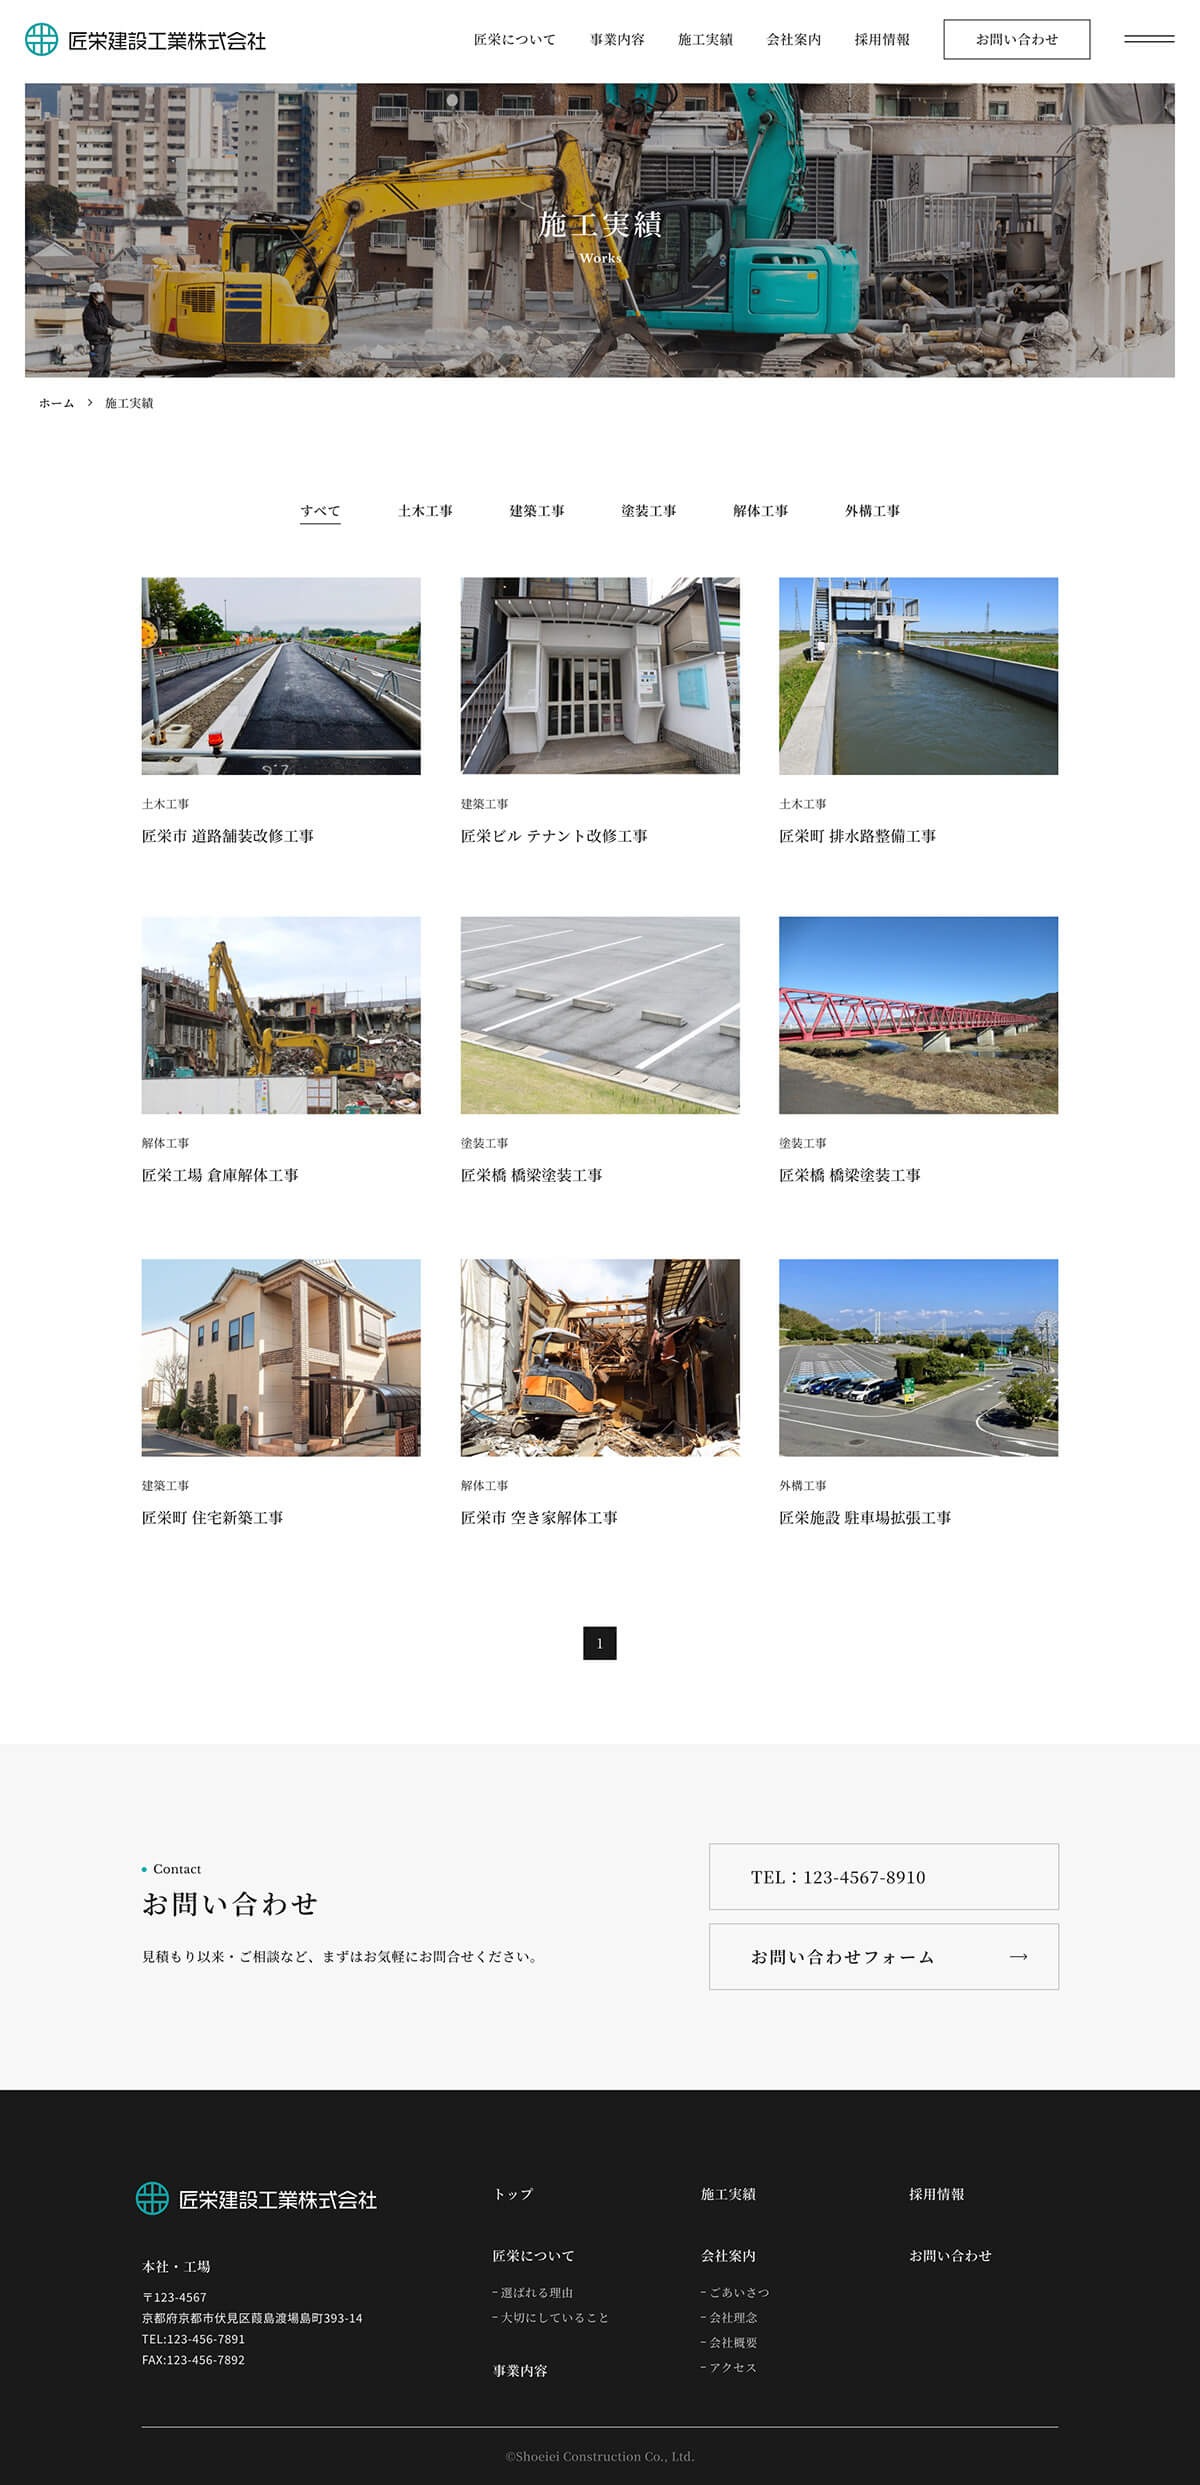 匠栄建設工業株式会社
匠栄について 事業内容 施工実績 会社案内 採用情報 お問い合わせ
施工実績
Works
ホーム > 施工実績
すべて 土木工事 建築工事 塗装工事 解体工事 外構工事
土木工事
匠栄市 道路舗装改修工事
建築工事
匠栄ビル テナント改修工事
土木工事
匠栄町 排水路整備工事
解体工事
匠栄工場 倉庫解体工事
塗装工事
匠栄橋 橋梁塗装工事
塗装工事
匠栄橋 橋梁塗装工事
建築工事
匠栄町 住宅新築工事
解体工事
匠栄市 空き家解体工事
外構工事
匠栄施設 駐車場拡張工事
1
Contact
お問い合わせ
見積もり以来・ご相談など、まずはお気軽にお問合せください。
TEL：123-4567-8910
お問い合わせフォーム
匠栄建設工業株式会社
本社・工場
〒123-4567
京都府京都市伏見区葭島渡場島町393-14
TEL:123-456-7891
FAX:123-456-7892
トップ
匠栄について
- 選ばれる理由
- 大切にしていること
事業内容
施工実績
会社案内
- ごあいさつ
- 会社理念
- 会社概要
- アクセス
採用情報
お問い合わせ
©Shoeiei Construction Co., Ltd.